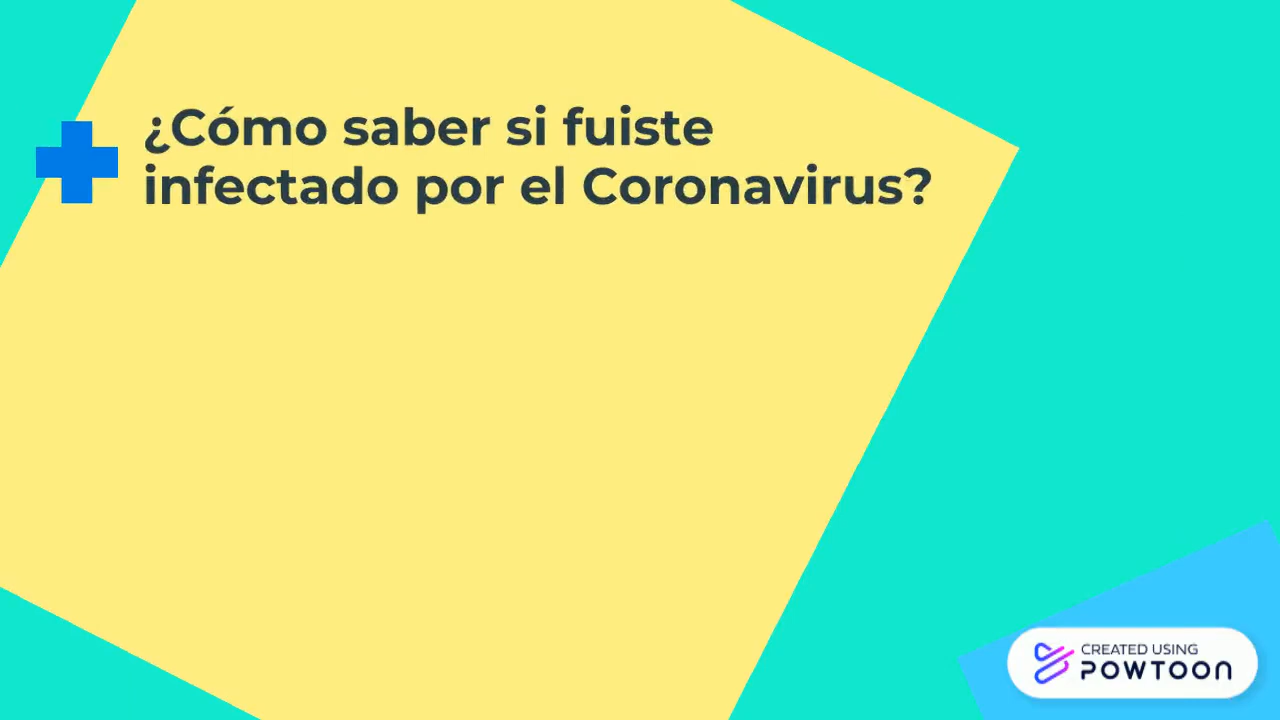 ¿Cómo saber si fuiste
infectado por el Coronavirus?
CREATED USING
POWTOON